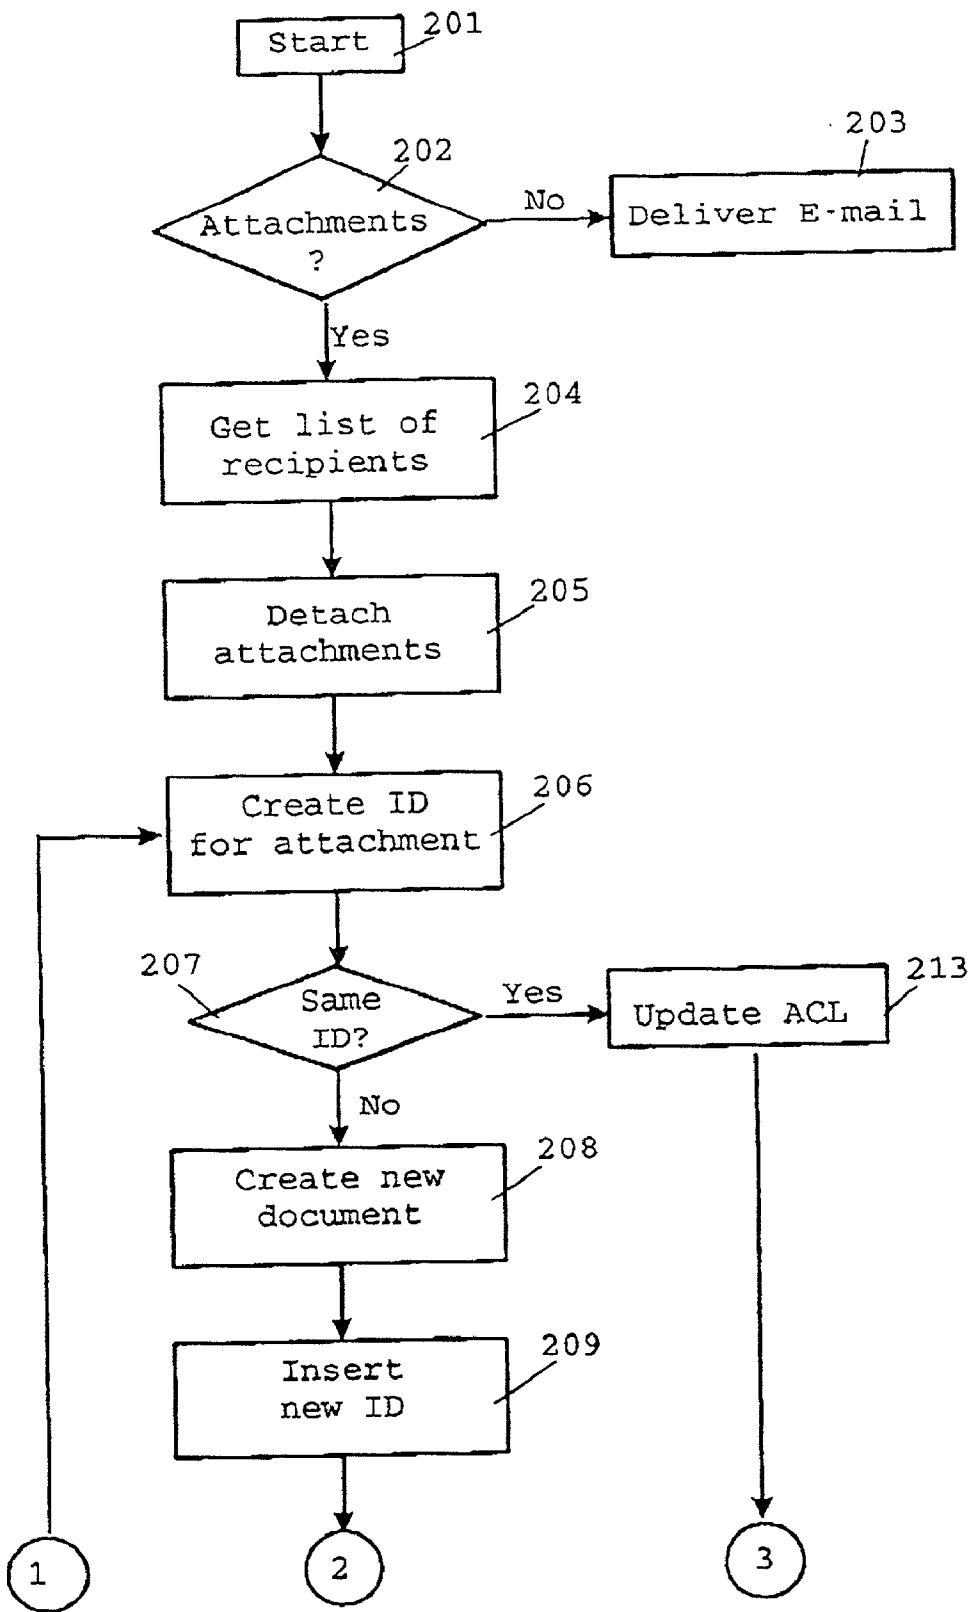 201
Start
203
202
No
Deliver E-mail
Attachments
?
Yes
204
Get list of
recipients
205
Detach
attachments
206
Create ID
for attachment
207
213
Same
ID?
Yes
Update ACL
No
208
Create new
document
209
Insert
new ID
1
2
3